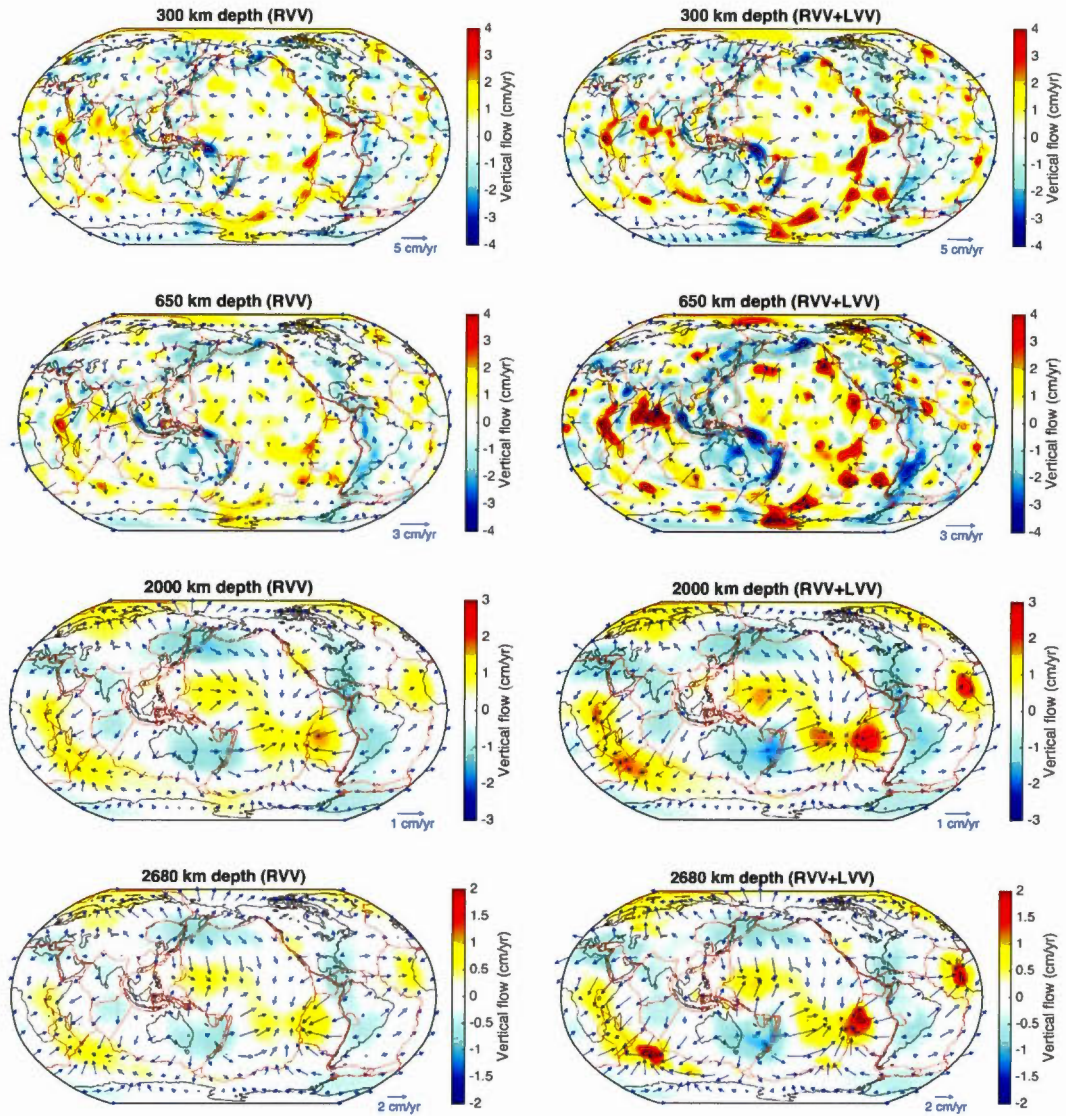 300 km depth (RVV)
4
3
2
1
0
-1
-2
-3
-4
Vertical flow (cm/yr)
5 cm/yr
300 km depth (RVV+LVV)
4
3
2
1
0
-1
-2
-3
-4
Vertical flow (cm/yr)
5 cm/yr
650 km depth (RVV)
4
3
2
1
0
-1
-2
-3
-4
Vertical flow (cm/yr)
3 cm/yr
650 km depth (RVV+LVV)
4
3
2
1
0
-1
-2
-3
-4
Vertical flow (cm/yr)
3 cm/yr
2000 km depth (RVV)
3
2
1
0
-1
-2
-3
Vertical flow (cm/yr)
1 cm/yr
2000 km depth (RVV+LVV)
3
2
1
0
-1
-2
-3
Vertical flow (cm/yr)
1 cm/yr
2680 km depth (RVV)
2
1.5
1
0.5
0
-0.5
-1
-1.5
-2
Vertical flow (cm/yr)
2 cm/yr
2680 km depth (RVV+LVV)
2
1.5
1
0.5
0
-0.5
-1
-1.5
-2
Vertical flow (cm/yr)
2 cm/yr